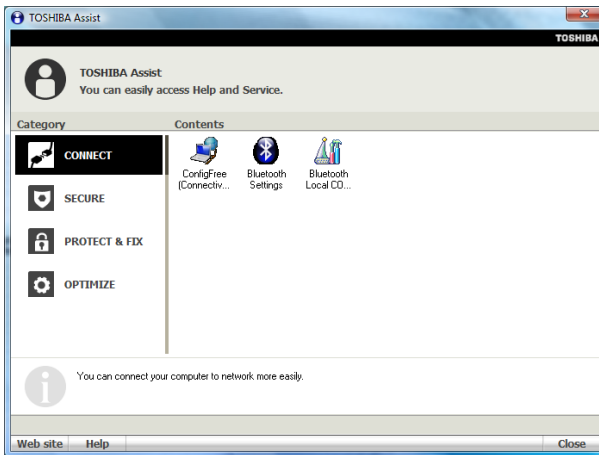 TOSHIBA Assist
TOSHIBA
TOSHIBA Assist
You can easily access Help and Service.
Category
Contents
CONNECT
SECURE
PROTECT & FIX
OPTIMIZE
ConfigFree
(Connectiv...
Bluetooth
Settings
Bluetooth
Local CO...
You can connect your computer to network more easily.
Web site
Help
Close